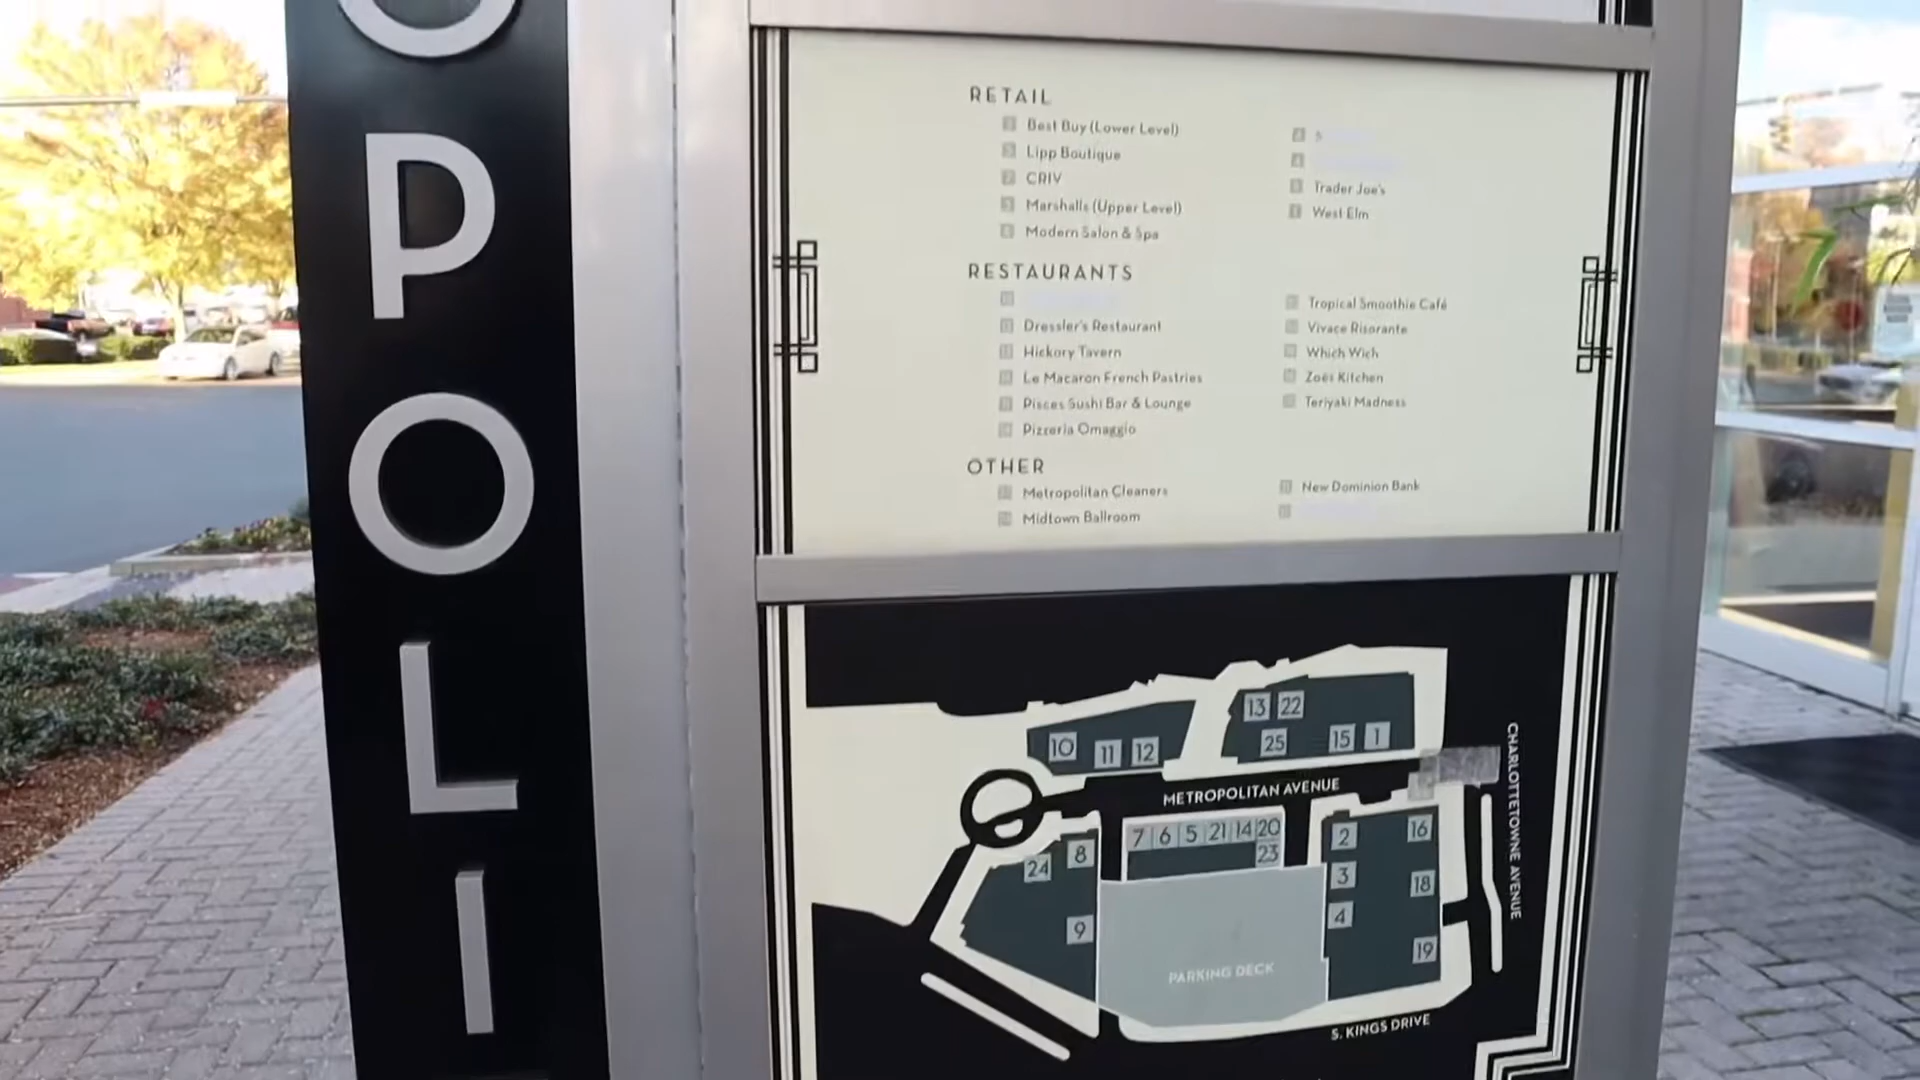 OPOLI
RETAIL
Best Buy (Lower Level)
Lipp Boutique
CRIV
Marshalls (Upper Level)
Modern Salon & Spa
Trader Joe's
West Elm
RESTAURANTS
Dressler's Restaurant
Hickory Tavern
Le Macaron French Pastries
Pisces Sushi Bar & Lounge
Pizzeria Omaggio
Tropical Smoothie Café
Vivace Risorante
Which Wich
Zoës Kitchen
Teriyaki Madness
OTHER
Metropolitan Cleaners
Midtown Ballroom
New Dominion Bank
13 22
10 11 12
25 15 1
METROPOLITAN AVENUE
7 6 5 21 14 20
23
2 16
24 8
3 18
4
9
19
PARKING DECK
S. KINGS DRIVE
CHARLOTTETOWNE AVENUE